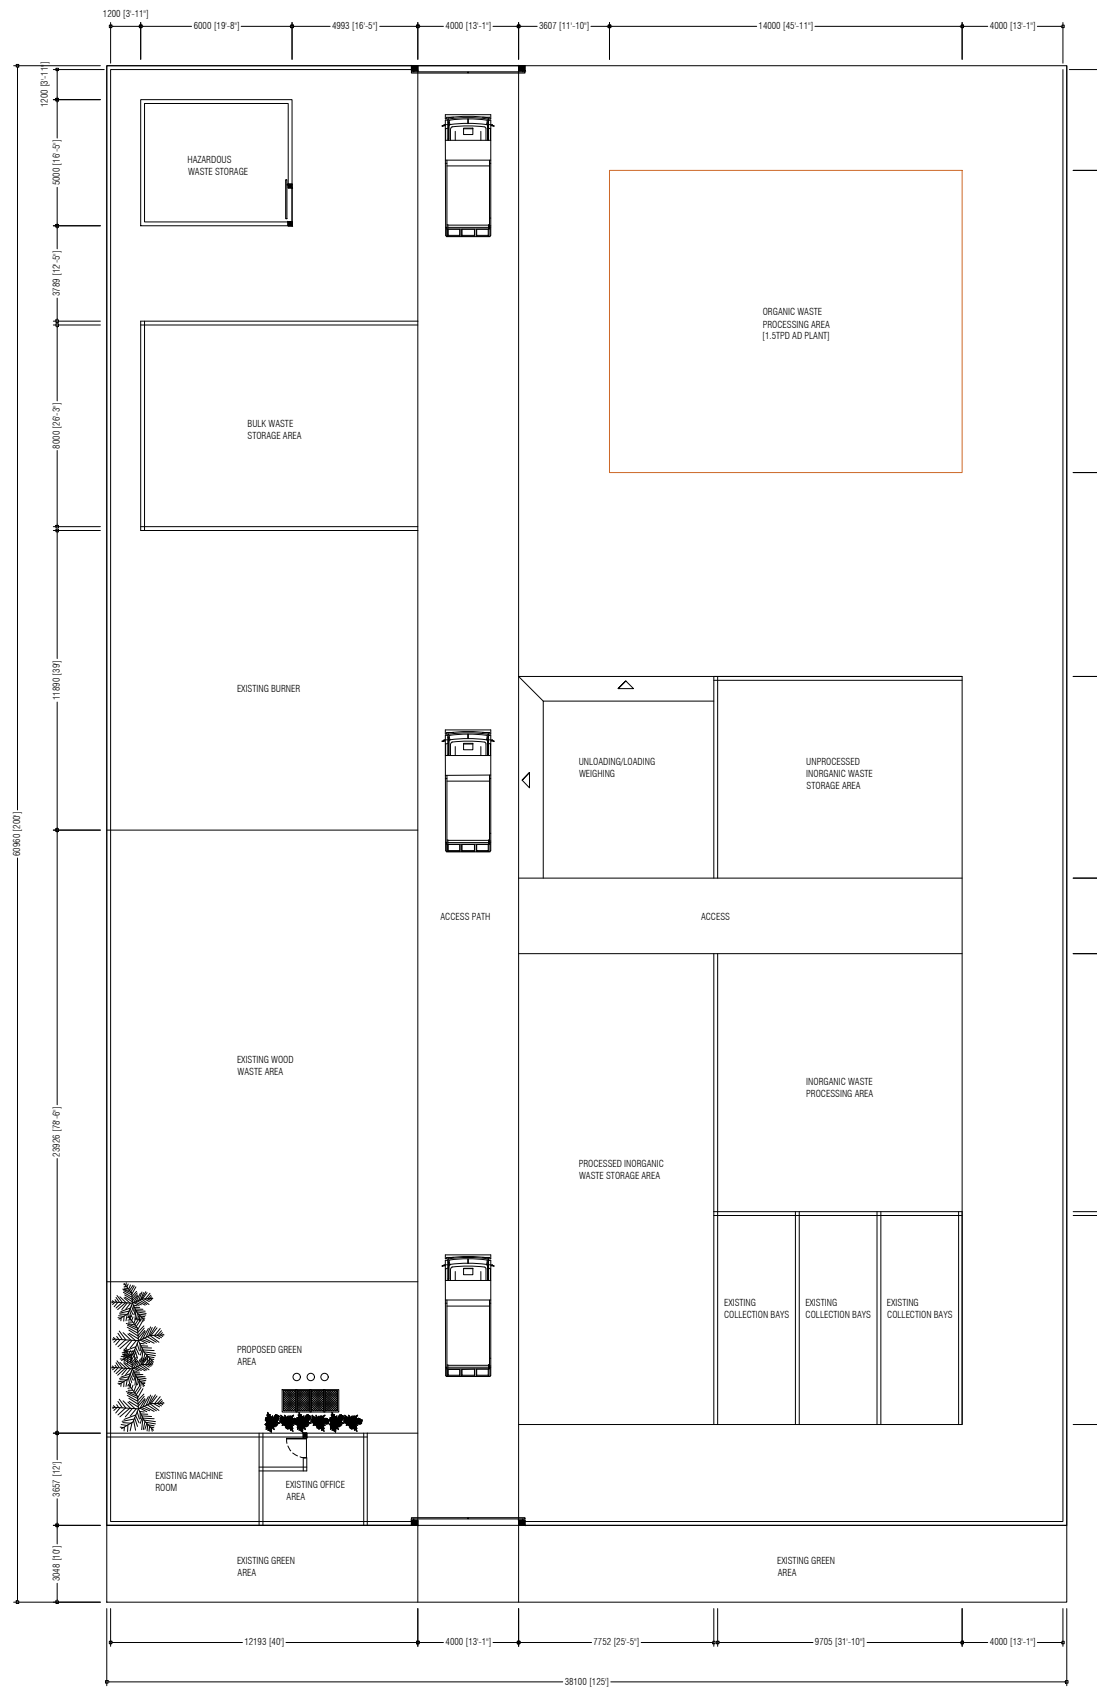 1200 [3'-11"]
6000 [19'-8"]
4993 [16'-5"]
4000 [13'-1"]
3607 [11'-10"]
14000 [45'-11"]
4000 [13'-1"]
1200 [3'-11"]
5000 [16'-5"]
3789 [12'-5"]
8000 [26'-3"]
11890 [39']
60960 [200']
23926 [78'-6"]
3657 [12']
3048 [10']
HAZARDOUS
WASTE STORAGE
ORGANIC WASTE
PROCESSING AREA
[1.5TPD AD PLANT]
BULK WASTE
STORAGE AREA
EXISTING BURNER
UNLOADING/LOADING
WEIGHING
UNPROCESSED
INORGANIC WASTE
STORAGE AREA
ACCESS PATH
ACCESS
EXISTING WOOD
WASTE AREA
INORGANIC WASTE
PROCESSING AREA
PROCESSED INORGANIC
WASTE STORAGE AREA
EXISTING
COLLECTION BAYS
EXISTING
COLLECTION BAYS
EXISTING
COLLECTION BAYS
PROPOSED GREEN
AREA
EXISTING MACHINE
ROOM
EXISTING OFFICE
AREA
EXISTING GREEN
AREA
EXISTING GREEN
AREA
12193 [40']
4000 [13'-1"]
7752 [25'-5"]
9705 [31'-10"]
4000 [13'-1"]
38100 [125']